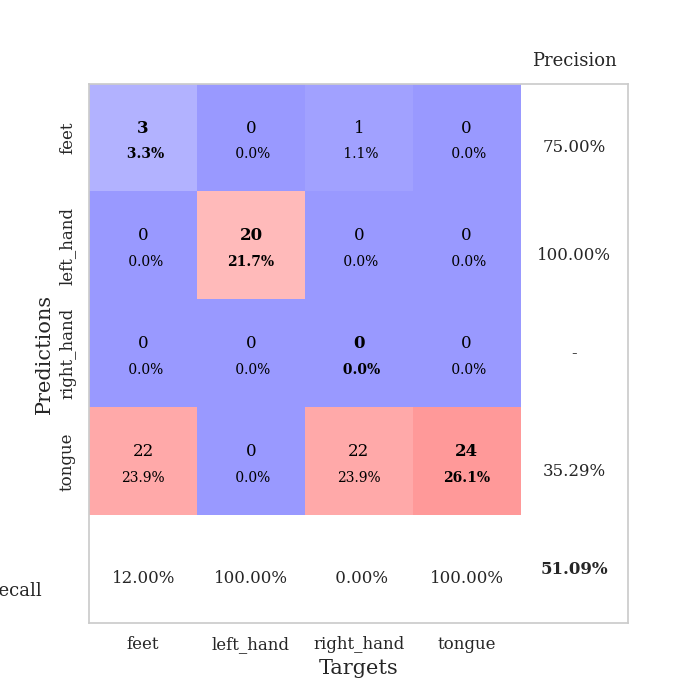 Precision
feet
3 0 1 0
3.3% 0.0% 1.1% 0.0%
75.00%
left_hand
0 20 0 0
0.0% 21.7% 0.0% 0.0%
100.00%
Predictions
right_hand
0 0 0 0
0.0% 0.0% 0.0% 0.0%
-
tongue
22 0 22 24
23.9% 0.0% 23.9% 26.1%
35.29%
ecall
12.00% 100.00% 0.00% 100.00%
51.09%
feet left_hand right_hand tongue
Targets